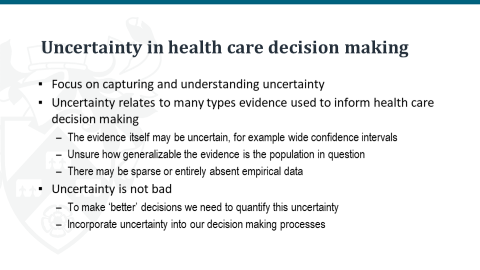 Uncertainty in health care decision making
▪ Focus on capturing and understanding uncertainty
▪ Uncertainty relates to many types evidence used to inform health care
decision making
– The evidence itself may be uncertain, for example wide confidence intervals
– Unsure how generalizable the evidence is the population in question
– There may be sparse or entirely absent empirical data
▪ Uncertainty is not bad
– To make ‘better’ decisions we need to quantify this uncertainty
– Incorporate uncertainty into our decision making processes